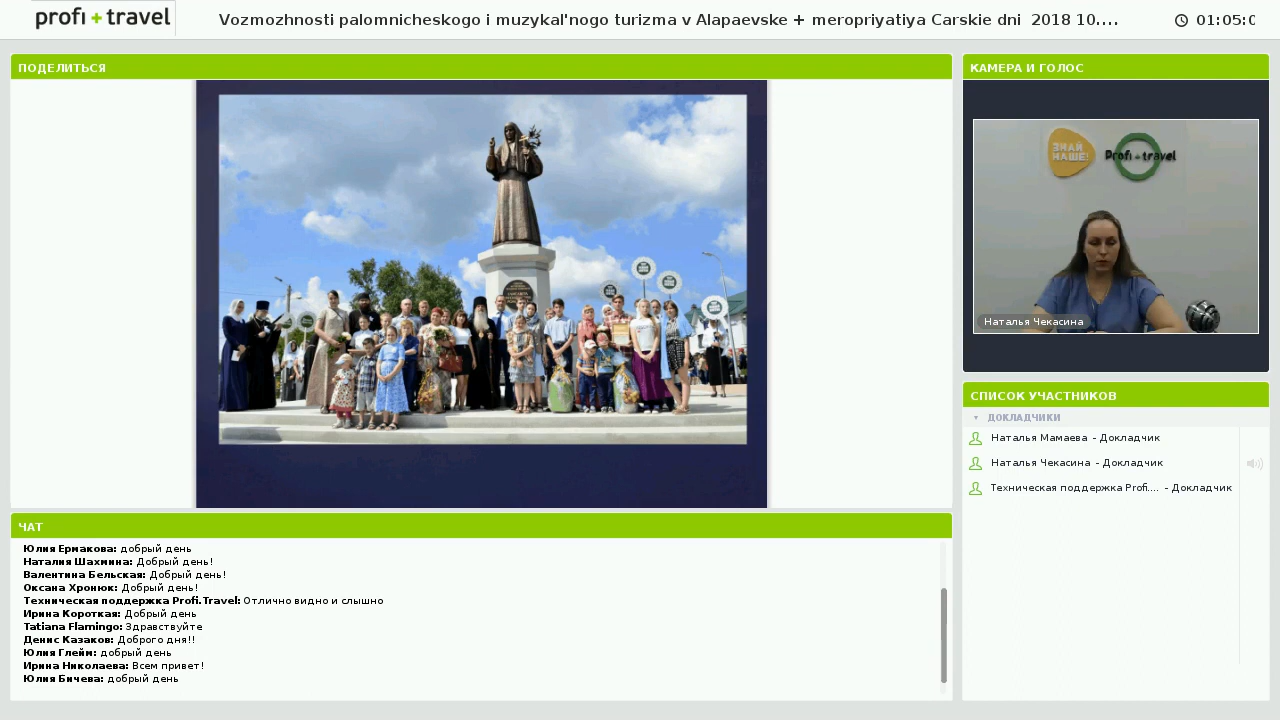 profi + travel
Vozmozhnosti palomnicheskogo i muzykal'nogo turizma v Alapaevske + meropriyatiya Carskie dni 2018 10....
01:05:0
ПОДЕЛИТЬСЯ
КАМЕРА И ГОЛОС
ЗНАЙ
НАШЕ!
Profi travel
Наталья Чекасина
СПИСОК УЧАСТНИКОВ
ДОКЛАДЧИКИ
Наталья Мамаева - Докладчик
Наталья Чекасина - Докладчик
Техническая поддержка Profi.... - Докладчик
ЧАТ
Юлия Ермакова: добрый день
Наталия Шахмина: Добрый день!
Валентина Бельская: Добрый день!
Оксана Хронюк: Добрый день!
Техническая поддержка Profi.Travel: Отлично видно и слышно
Ирина Короткая: Добрый день
Tatiana Flamingo: Здравствуйте
Денис Казаков: Доброго дня!!
Юлия Глейм: добрый день
Ирина Николаева: Всем привет!
Юлия Бичева: добрый день